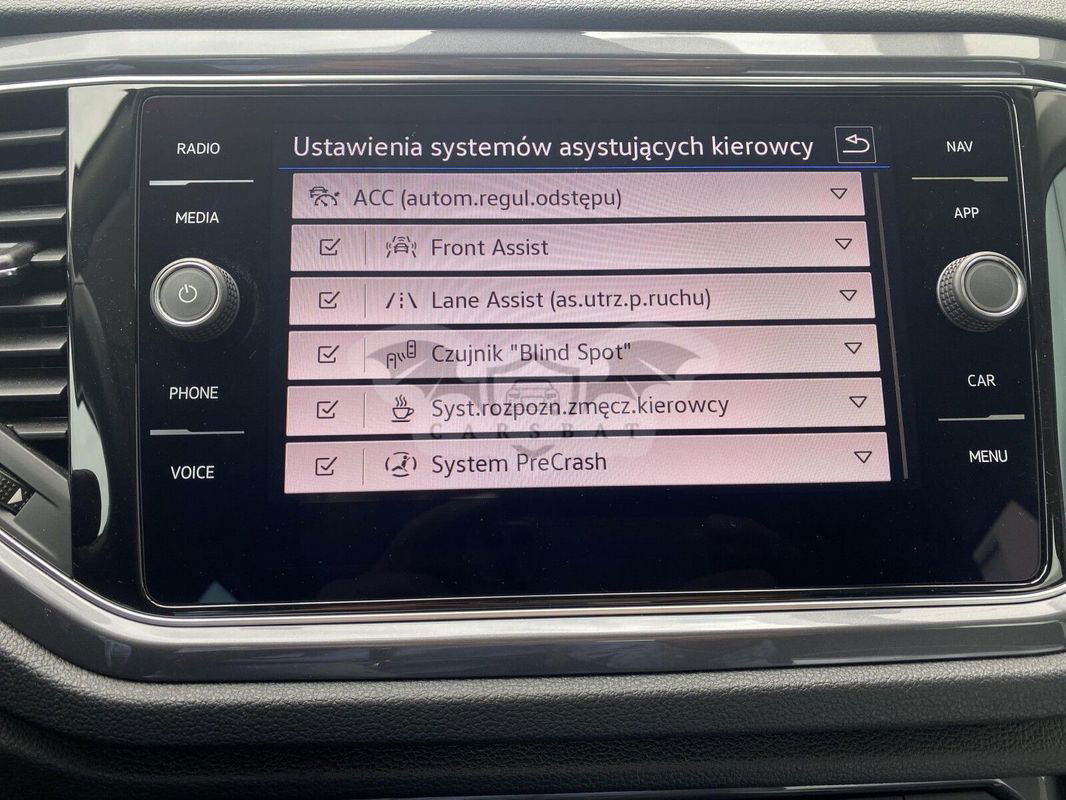 RADIO
MEDIA
PHONE
VOICE
Ustawienia systemów asystujących kierowcy
ACC (autom.regul.odstępu)
Front Assist
Lane Assist (as.utrz.p.ruchu)
Czujnik "Blind Spot"
Syst.rozpozn.zmęcz.kierowcy
System PreCrash
CARSBAT
NAV
APP
CAR
MENU